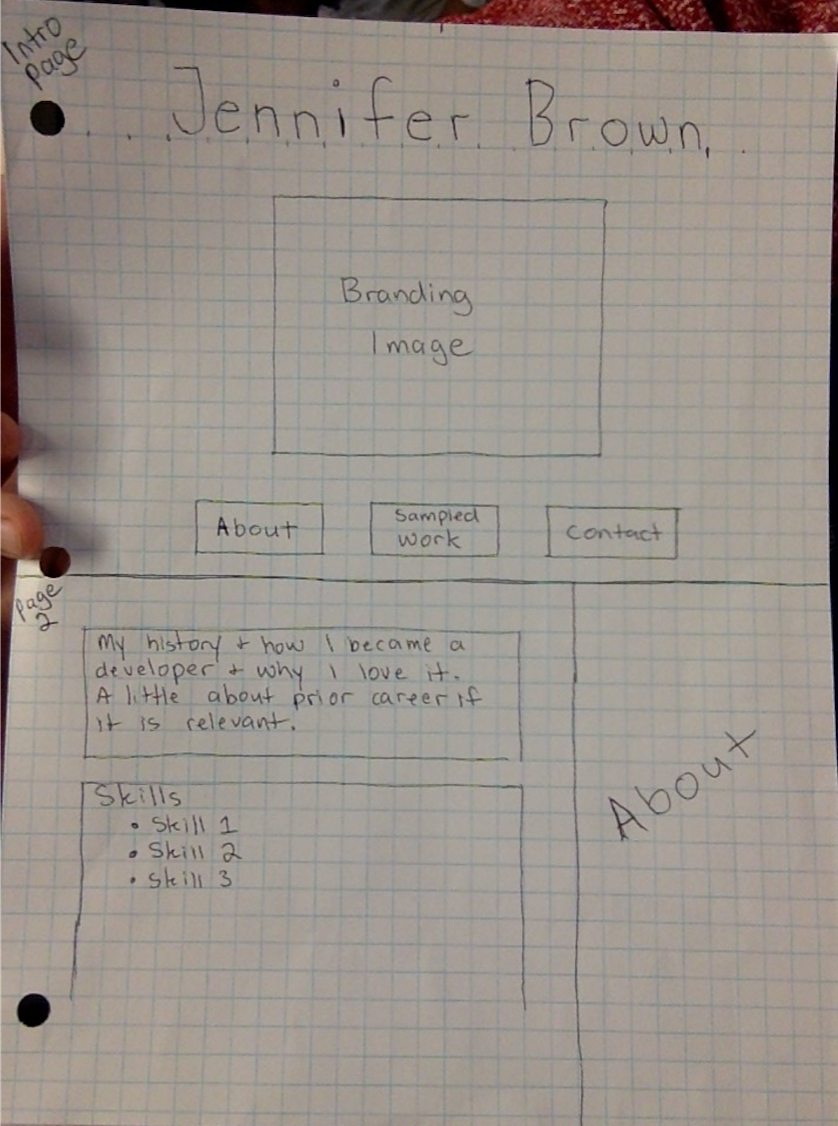 Intro
page
Jennifer Brown
Branding
Image
About
Sampled
Work
Contact
Page
2
My history + how I became a
developer + why I love it.
A little about prior career if
it is relevant.
Skills
• Skill 1
• Skill 2
• Skill 3
About